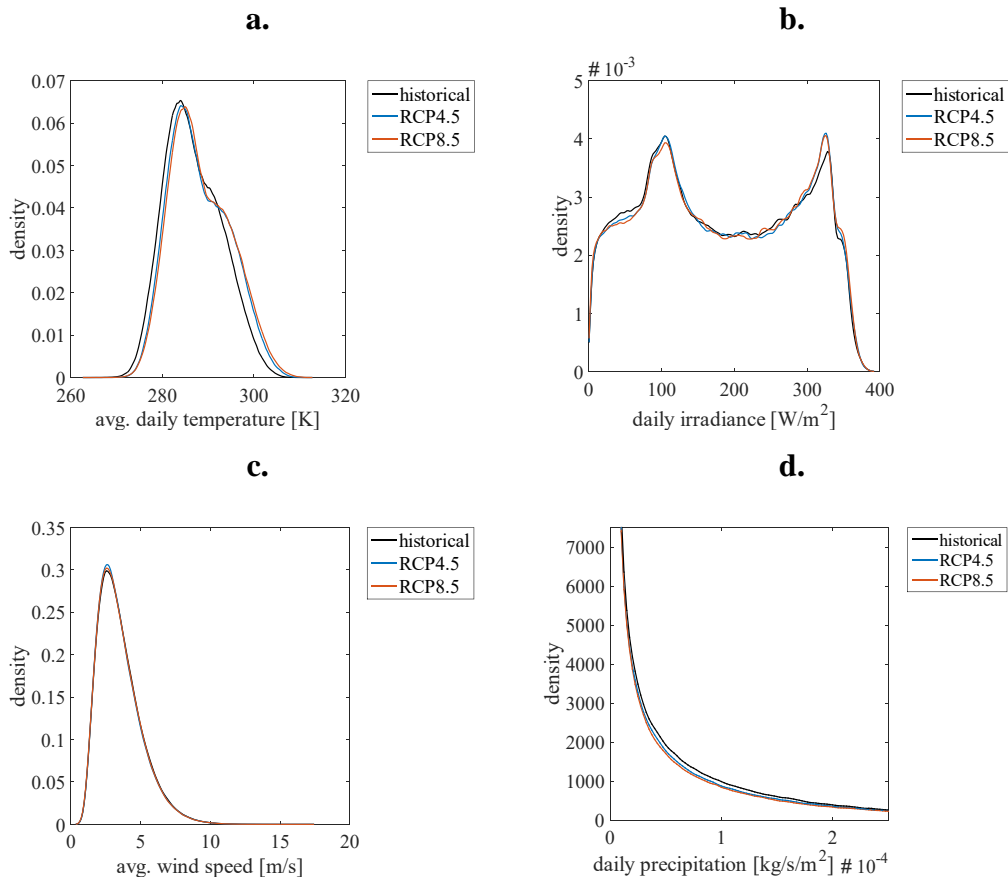 a.
0.07
0.06
0.05
0.04
0.03
0.02
0.01
0
260
280
300
320
density
avg. daily temperature [K]
historical
RCP4.5
RCP8.5
b.
# 10-3
5
4
3
2
1
0
0
100
200
300
400
density
daily irradiance [W/m2]
historical
RCP4.5
RCP8.5
c.
0.35
0.3
0.25
0.2
0.15
0.1
0.05
0
0
5
10
15
20
density
avg. wind speed [m/s]
historical
RCP4.5
RCP8.5
d.
7000
6000
5000
4000
3000
2000
1000
0
0
1
2
density
daily precipitation [kg/s/m2] # 10-4
historical
RCP4.5
RCP8.5